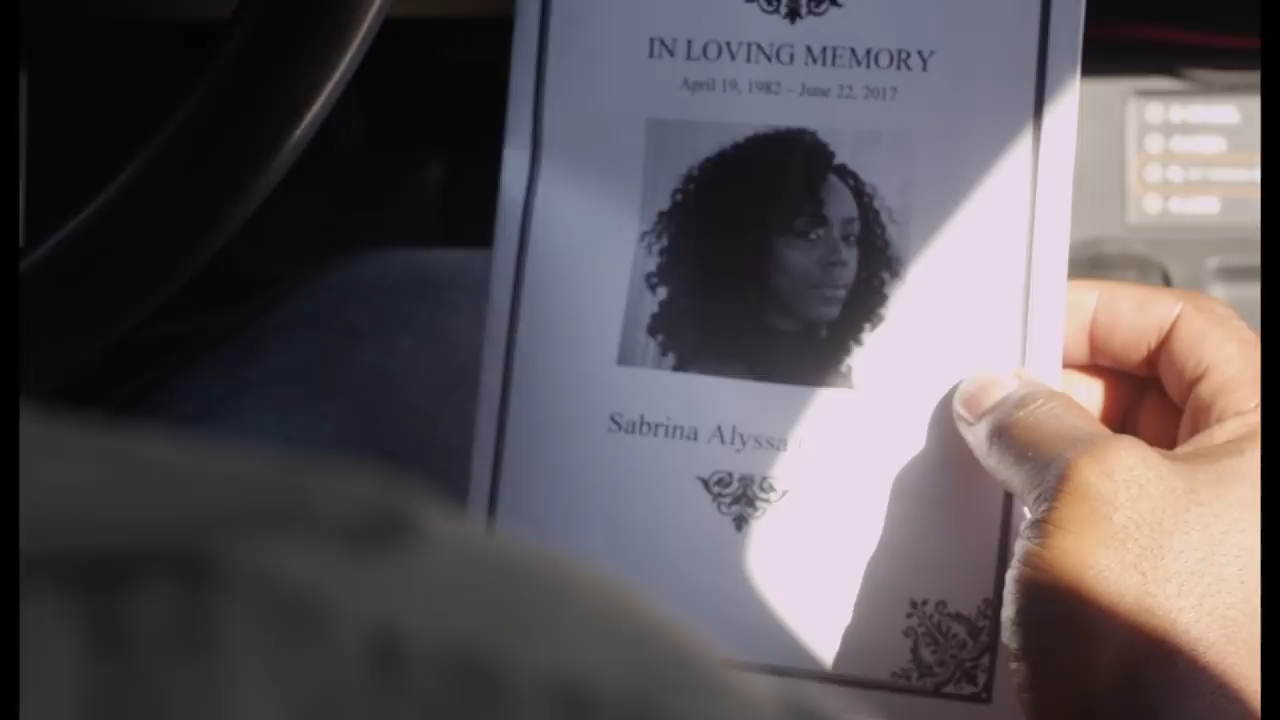 IN LOVING MEMORY
April 19, 1982 – June 22, 2017
Sabrina Alyssa